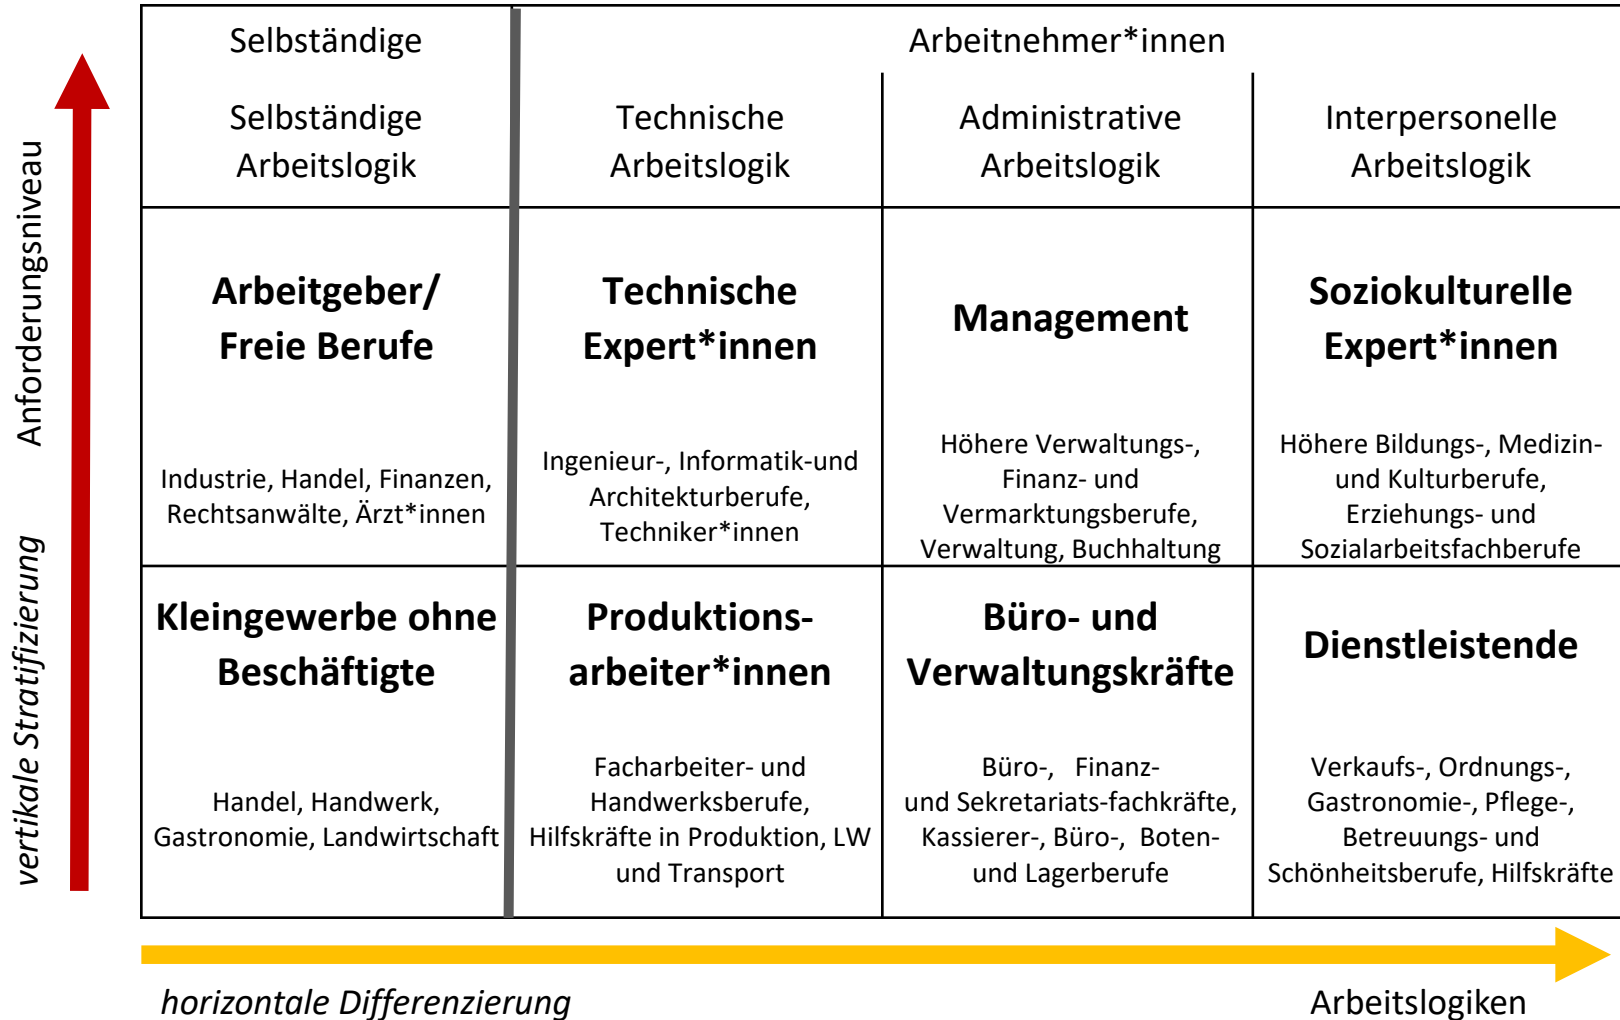 Selbständige
Arbeitnehmer*innen
Selbständige
Arbeitslogik
Technische
Arbeitslogik
Administrative
Arbeitslogik
Interpersonelle
Arbeitslogik
Anforderungsniveau
vertikale Stratifizierung
Arbeitgeber/
Freie Berufe
Industrie, Handel, Finanzen,
Rechtsanwälte, Ärzt*innen
Technische
Expert*innen
Ingenieur-, Informatik-und
Architekturberufe,
Techniker*innen
Management
Höhere Verwaltungs-,
Finanz- und
Vermarktungsberufe,
Verwaltung, Buchhaltung
Soziokulturelle
Expert*innen
Höhere Bildungs-, Medizin-
und Kulturberufe,
Erziehungs- und
Sozialarbeitsfachberufe
Kleingewerbe ohne
Beschäftigte
Handel, Handwerk,
Gastronomie, Landwirtschaft
Produktions-
arbeiter*innen
Facharbeiter- und
Handwerksberufe,
Hilfskräfte in Produktion, LW
und Transport
Büro- und
Verwaltungskräfte
Büro-, Finanz-
und Sekretariats-fachkräfte,
Kassierer-, Büro-, Boten-
und Lagerberufe
Dienstleistende
Verkaufs-, Ordnungs-,
Gastronomie-, Pflege-,
Betreuungs- und
Schönheitsberufe, Hilfskräfte
horizontale Differenzierung
Arbeitslogiken